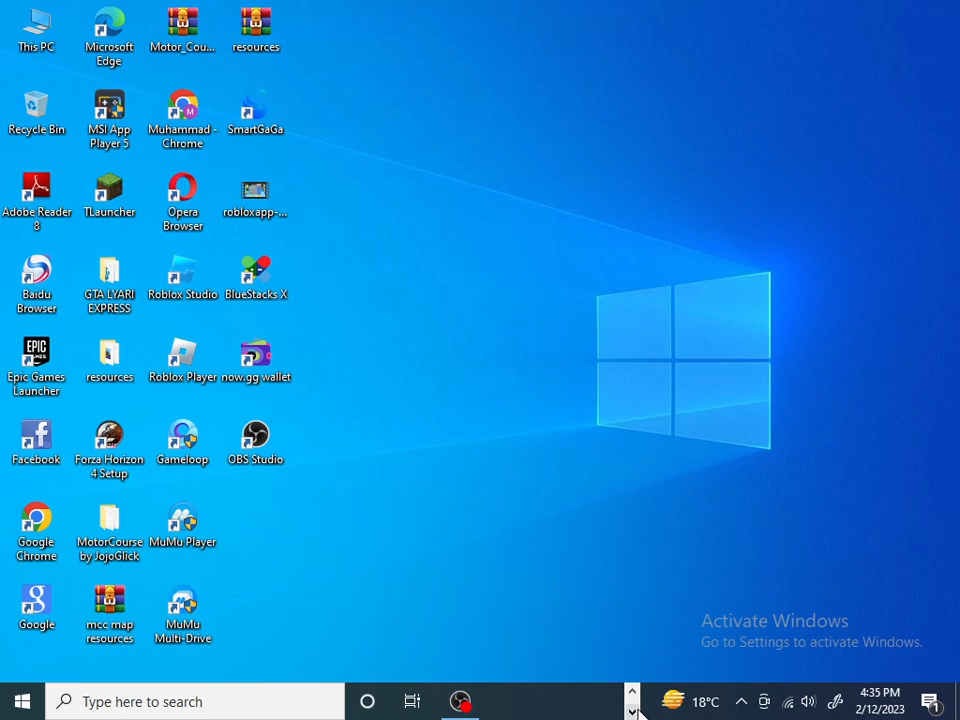 This PC
Microsoft
Edge
Motor_Cou...
resources
Recycle Bin
MSI App
Player 5
Muhammad -
Chrome
SmartGaGa
Adobe Reader
8
TLauncher
Opera
Browser
robloxapp-...
Baidu
Browser
GTA LYARI
EXPRESS
Roblox Studio
BlueStacks X
EPIC
GAMES
Epic Games
Launcher
resources
Roblox Player
now.gg wallet
Facebook
Forza Horizon
4 Setup
Gameloop
OBS Studio
Google
Chrome
MotorCourse
by JojoGlick
MuMu Player
Google
mcc map
resources
MuMu
Multi-Drive
Activate Windows
Go to Settings to activate Windows.
Type here to search
18°C
4:35 PM
2/12/2023
1